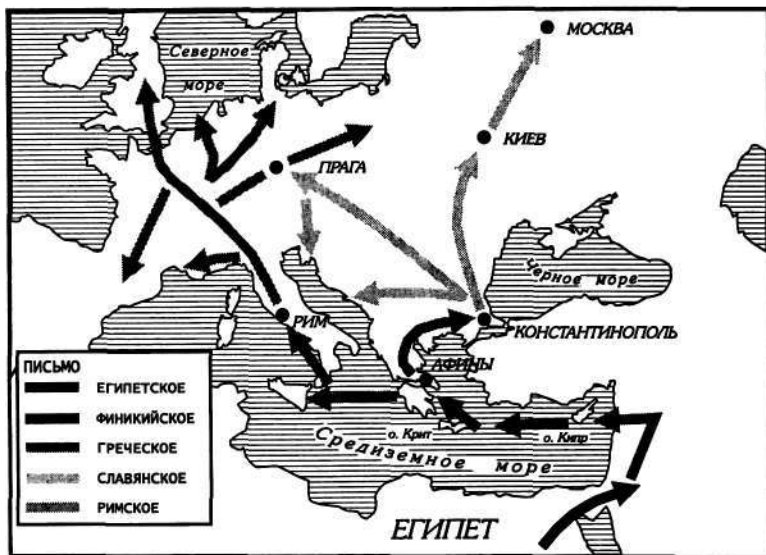 МОСКВА
Северное
море
КИЕВ
ПРАГА
Черное море
РИМ
КОНСТАНТИНОПОЛЬ
АФИНЫ
ПИСЬМО
ЕГИПЕТСКОЕ
ФИНИКИЙСКОЕ
ГРЕЧЕСКОЕ
СЛАВЯНСКОЕ
РИМСКОЕ
о. Крит
о. Кипр
Средиземное море
ЕГИПЕТ